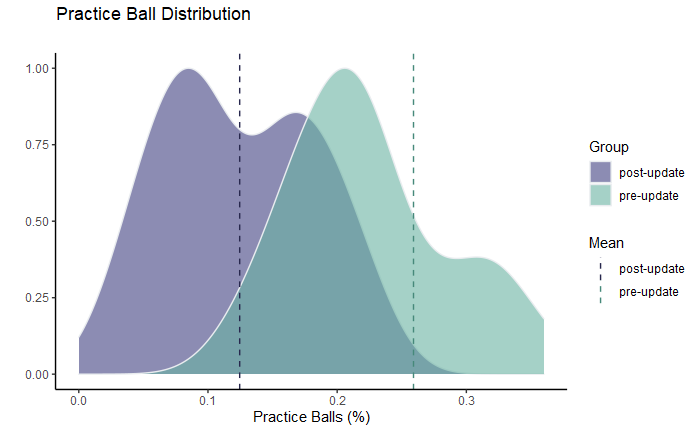 Practice Ball Distribution
1.00
0.75
0.50
0.25
0.00
0.0 0.1 0.2 0.3
Practice Balls (%)
Group
post-update
pre-update
Mean
post-update
pre-update